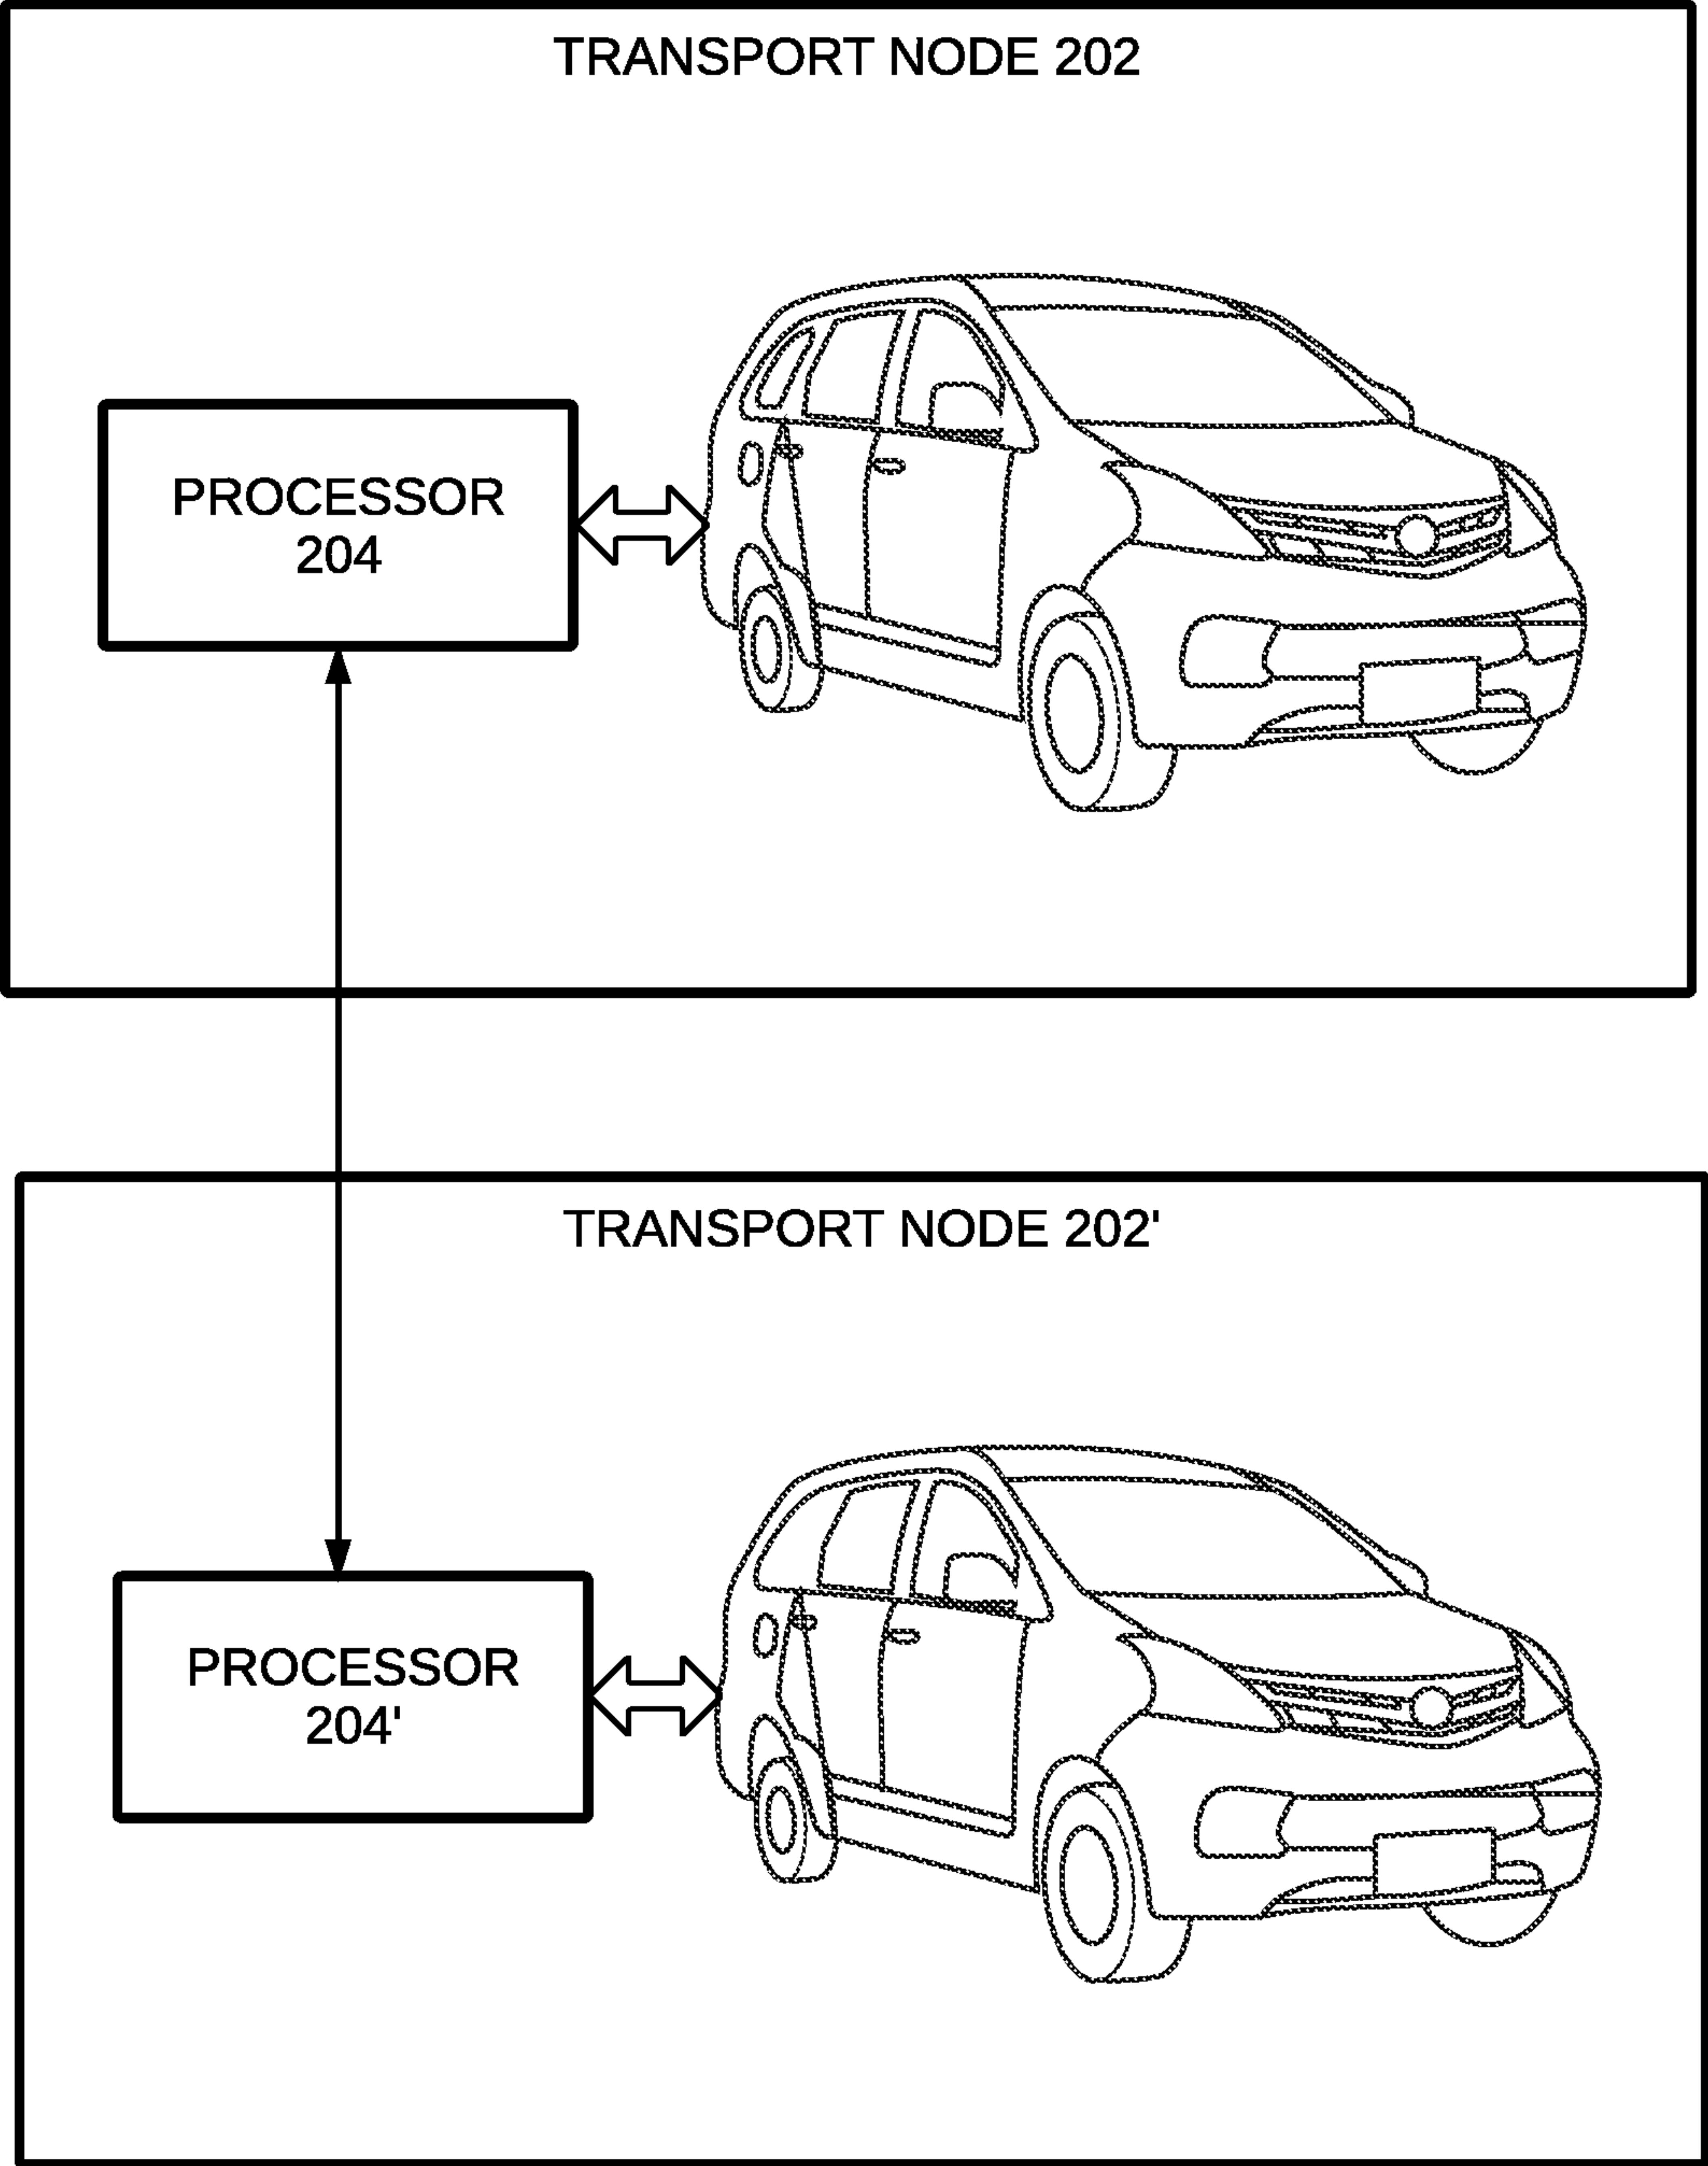 TRANSPORT NODE 202
PROCESSOR
204
TRANSPORT NODE 202'
PROCESSOR
204'